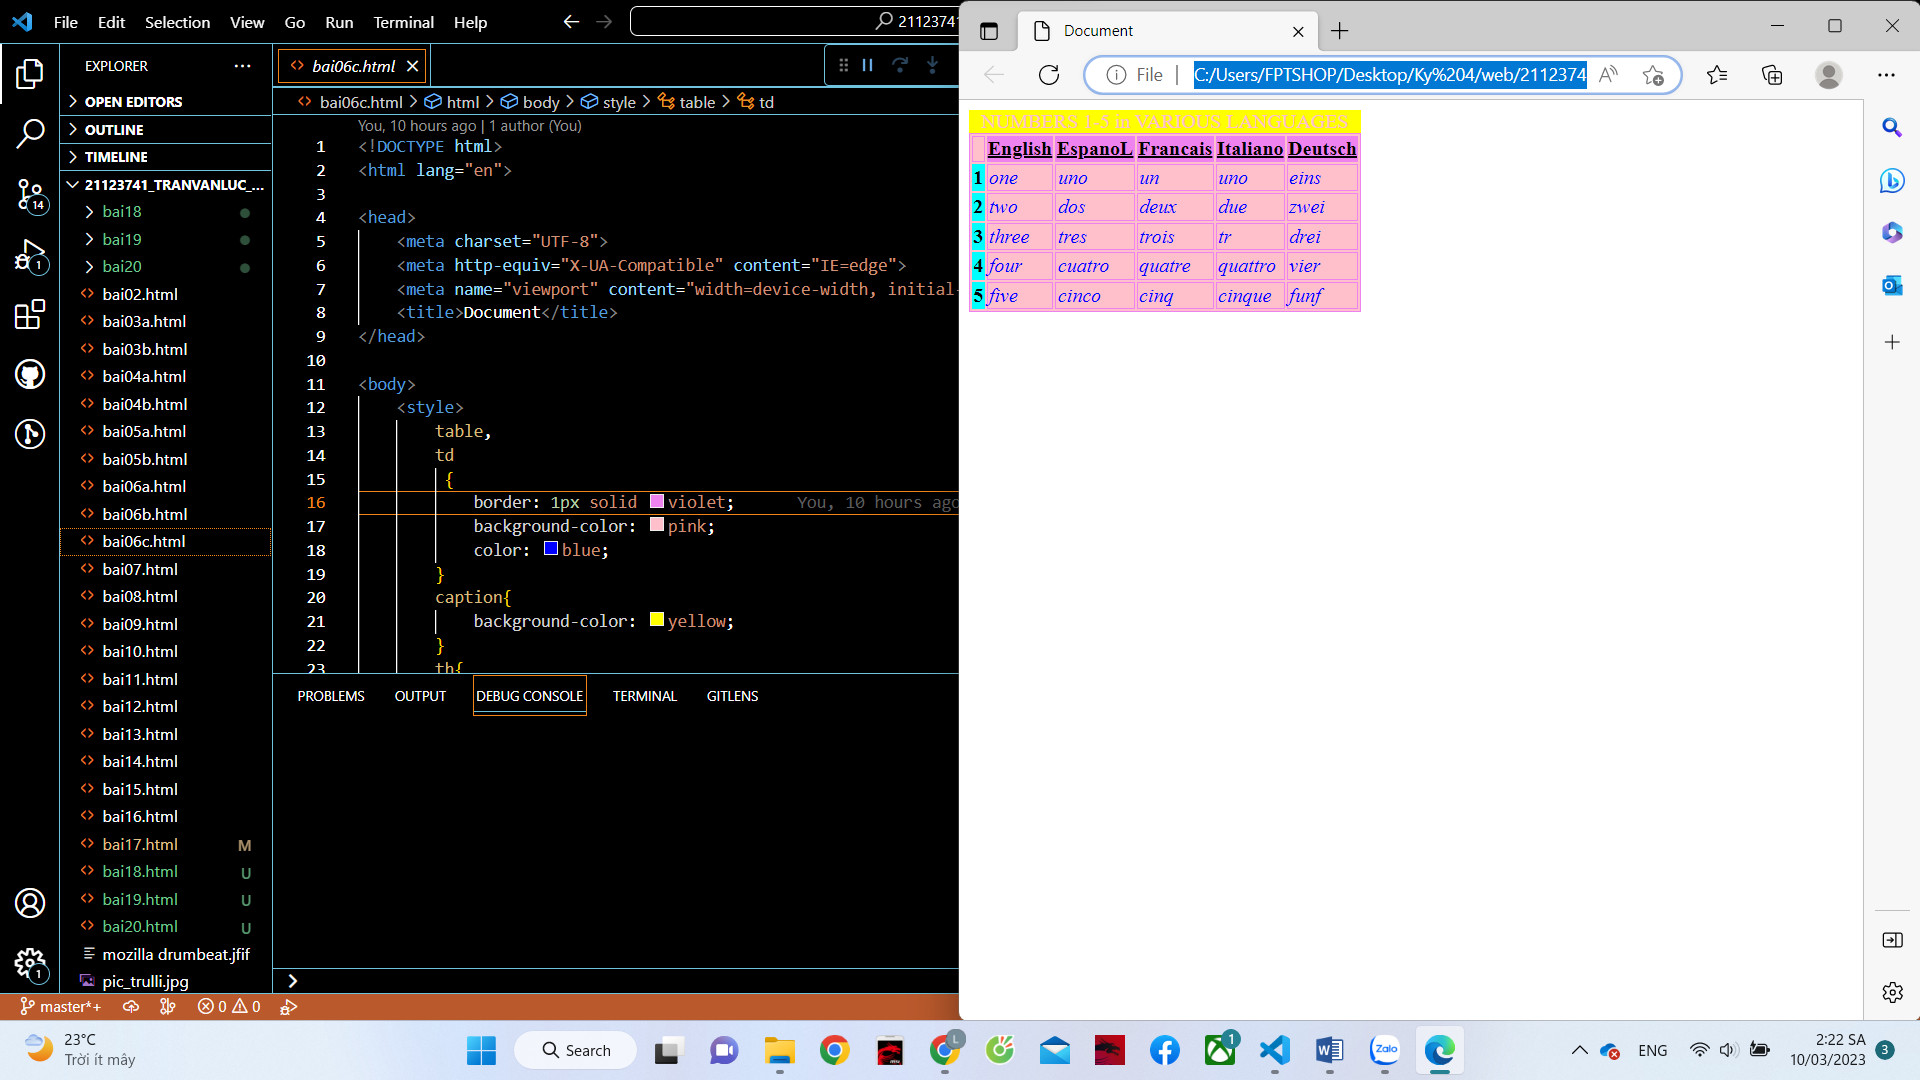 File Edit Selection View Go Run Terminal Help
21123741
EXPLORER
OPEN EDITORS
OUTLINE
TIMELINE
21123741_TRANVANLUC_...
bai18
bai19
bai20
bai02.html
bai03a.html
bai03b.html
bai04a.html
bai04b.html
bai05a.html
bai05b.html
bai06a.html
bai06b.html
bai06c.html
bai07.html
bai08.html
bai09.html
bai10.html
bai11.html
bai12.html
bai13.html
bai14.html
bai15.html
bai16.html
bai17.html M
bai18.html U
bai19.html U
bai20.html U
mozilla drumbeat.jfif
pic_trulli.jpg
14
1
1
bai06c.html
bai06c.html > html > body > style > table > td
You, 10 hours ago | 1 author (You)
1 <!DOCTYPE html>
2 <html lang="en">
3
4 <head>
5 <meta charset="UTF-8">
6 <meta http-equiv="X-UA-Compatible" content="IE=edge">
7 <meta name="viewport" content="width=device-width, initial-
8 <title>Document</title>
9 </head>
10
11 <body>
12 <style>
13 table,
14 td
15 {
16 border: 1px solid violet; You, 10 hours ago
17 background-color: pink;
18 color: blue;
19 }
20 caption{
21 background-color: yellow;
22 }
23 th{
PROBLEMS OUTPUT DEBUG CONSOLE TERMINAL GITLENS
master*+ 0 0
Document
File C:/Users/FPTSHOP/Desktop/Ky%204/web/2112374
NUMBERS 1-5 in VARIOUS LANGUAGES
English EspanoL Francais Italiano Deutsch
1 one uno un uno eins
2 two dos deux due zwei
3 three tres trois tr drei
4 four cuatro quatre quattro vier
5 five cinco cinq cinque funf
23°C
Trời ít mây
Search
L
1
Zalo
ENG
2:22 SA
10/03/2023
3